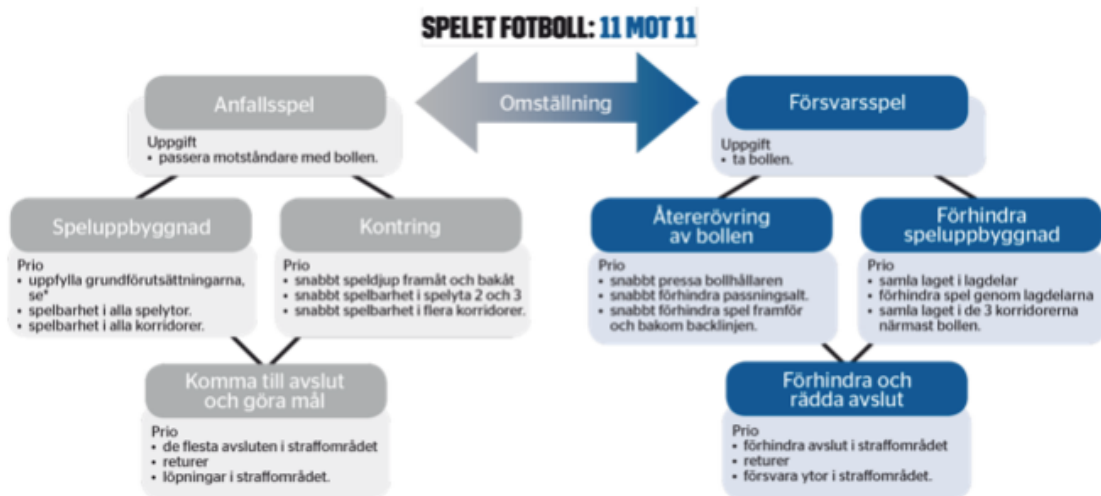 SPELET FOTBOLL: 11 MOT 11
Omställning
Anfallsspel
Uppgift
• passera motståndare med bollen.
Speluppbyggnad
Prio
• uppfylla grundförutsättningarna,
se*
• spelbarhet i alla spelytor.
• spelbarhet i alla korridorer.
Kontring
Prio
• snabbt speldjup framåt och bakåt
• snabbt spelbarhet i spelyta 2 och 3
• snabbt spelbarhet i flera korridorer.
Komma till avslut
och göra mål
Prio
• de flesta avsluten i straffområdet
• returer
• löpningar i straffområdet.
Försvarsspel
Uppgift
• ta bollen.
Återerövring
av bollen
Prio
• snabbt pressa bollhållaren
• snabbt förhindra passningsalt.
• snabbt förhindra spel framför
och bakom backlinjen.
Förhindra
speluppbyggnad
Prio
• samla laget i lagdelar
• förhindra spel genom lagdelarna
• samla laget i de 3 korridorerna
närmast bollen.
Förhindra och
rädda avslut
Prio
• förhindra avslut i straffområdet
• returer
• försvara ytor i straffområdet.